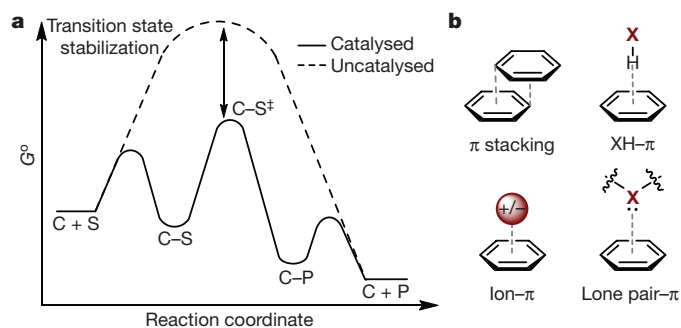 a
Transition state
stabilization
Catalysed
Uncatalysed
C–S‡
G°
C + S
C–S
C–P
C + P
Reaction coordinate
b
X
H
π stacking
XH–π
+/−
X
Ion–π
Lone pair–π